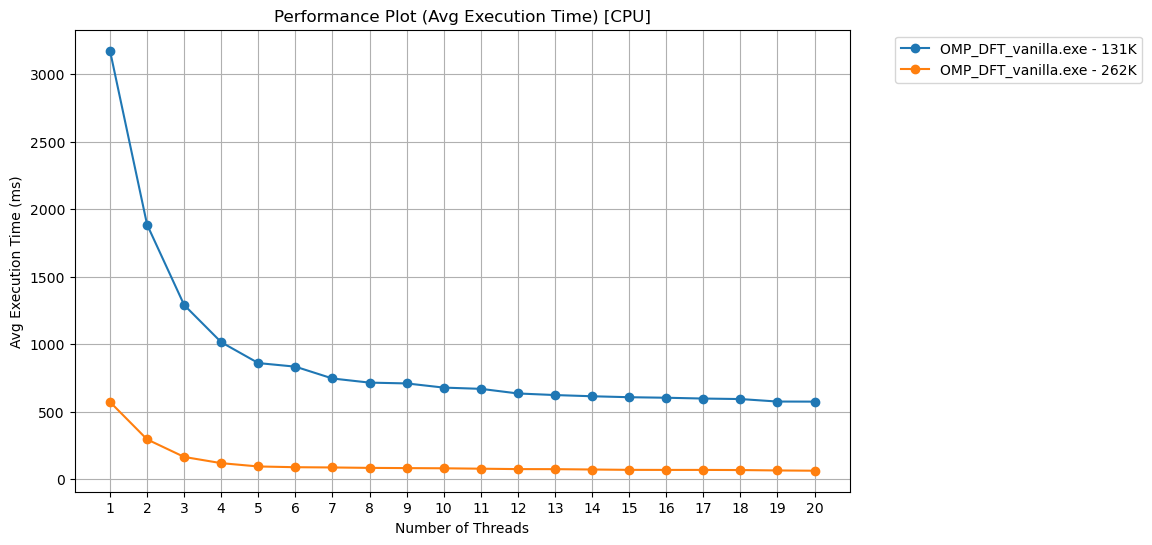 Performance Plot (Avg Execution Time) [CPU]
OMP_DFT_vanilla.exe - 131K
OMP_DFT_vanilla.exe - 262K
Avg Execution Time (ms)
3000
2500
2000
1500
1000
500
0
1 2 3 4 5 6 7 8 9 10 11 12 13 14 15 16 17 18 19 20
Number of Threads